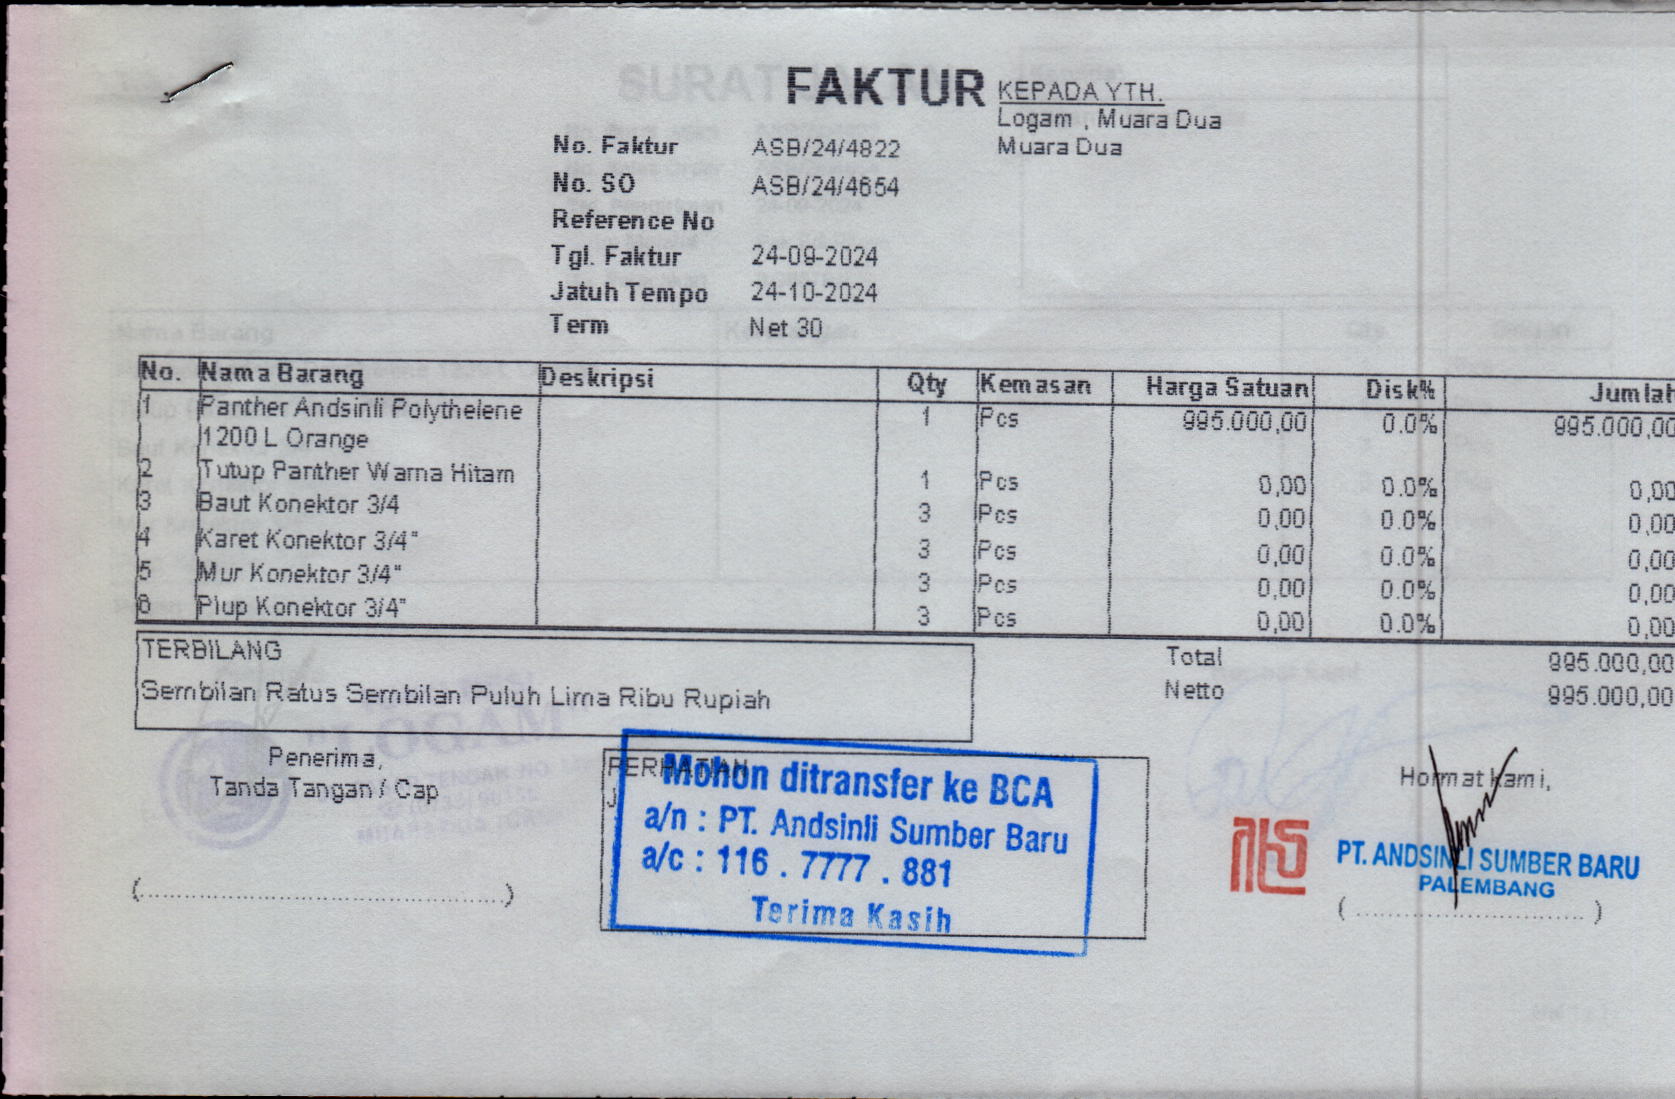 FAKTUR
KEPADA YTH.
Logam , Muara Dua
Muara Dua
No. Faktur ASB/24/4822
No. SO ASB/24/4654
Reference No
Tgl. Faktur 24-09-2024
Jatuh Tempo 24-10-2024
Term Net 30
No. Nama Barang Deskripsi Qty Kemasan Harga Satuan Disk% Jumlah
1 Panther Andsinli Polythelene 1 Pcs 995.000,00 0.0% 995.000,00
1200 L Orange
2 Tutup Panther Warna Hitam 1 Pcs 0,00 0.0% 0,00
3 Baut Konektor 3/4 3 Pcs 0,00 0.0% 0,00
4 Karet Konektor 3/4" 3 Pcs 0,00 0.0% 0,00
5 Mur Konektor 3/4" 3 Pcs 0,00 0.0% 0,00
6 Plup Konektor 3/4" 3 Pcs 0,00 0.0% 0,00
TERBILANG
Sembilan Ratus Sembilan Puluh Lima Ribu Rupiah
Total 995.000,00
Netto 995.000,00
Penerima,
Tanda Tangan / Cap
(........................................)
PERHATIAN
Mohon ditransfer ke BCA
a/n : PT. Andsinli Sumber Baru
a/c : 116 . 7777 . 881
Terima Kasih
Hormat kami,
PT. ANDSINLI SUMBER BARU
PALEMBANG
(............................)